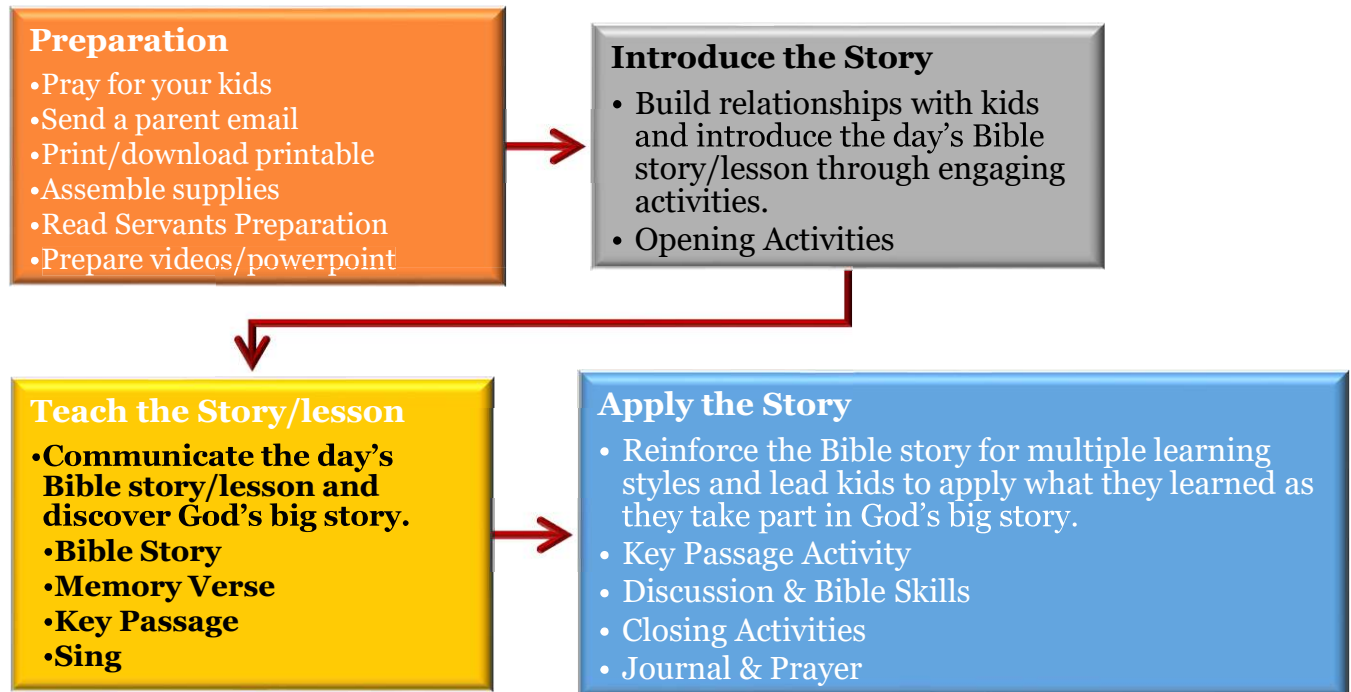 Preparation
•Pray for your kids
•Send a parent email
•Print/download printable
•Assemble supplies
•Read Servants Preparation
•Prepare videos/powerpoint
Introduce the Story
• Build relationships with kids
and introduce the day's Bible
story/lesson through engaging
activities.
• Opening Activities
Teach the Story/lesson
•Communicate the day's
Bible story/lesson and
discover God's big story.
•Bible Story
•Memory Verse
•Key Passage
•Sing
Apply the Story
• Reinforce the Bible story for multiple learning
styles and lead kids to apply what they learned as
they take part in God's big story.
• Key Passage Activity
• Discussion & Bible Skills
• Closing Activities
• Journal & Prayer